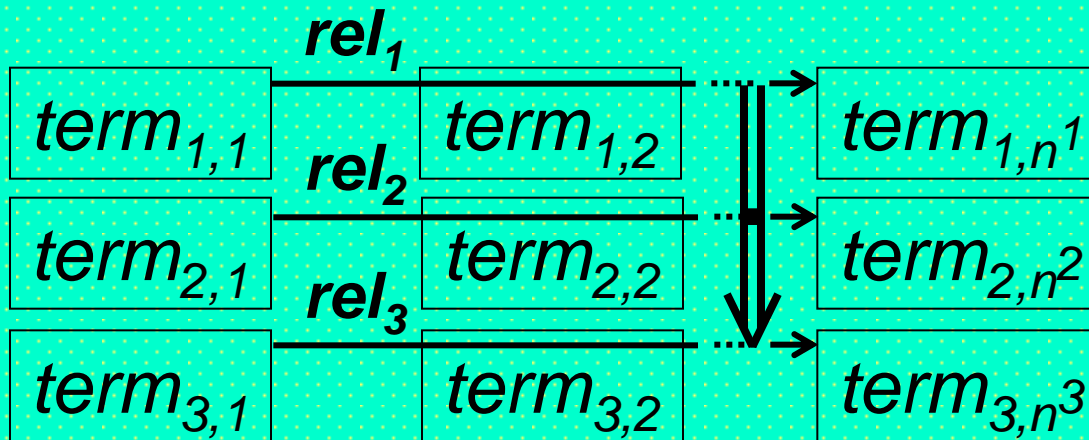 rel₁
term₁,₁ term₁,₂ term₁,ₙ1
rel₂
term₂,₁ term₂,₂ term₂,ₙ2
rel₃
term₃,₁ term₃,₂ term₃,ₙ3